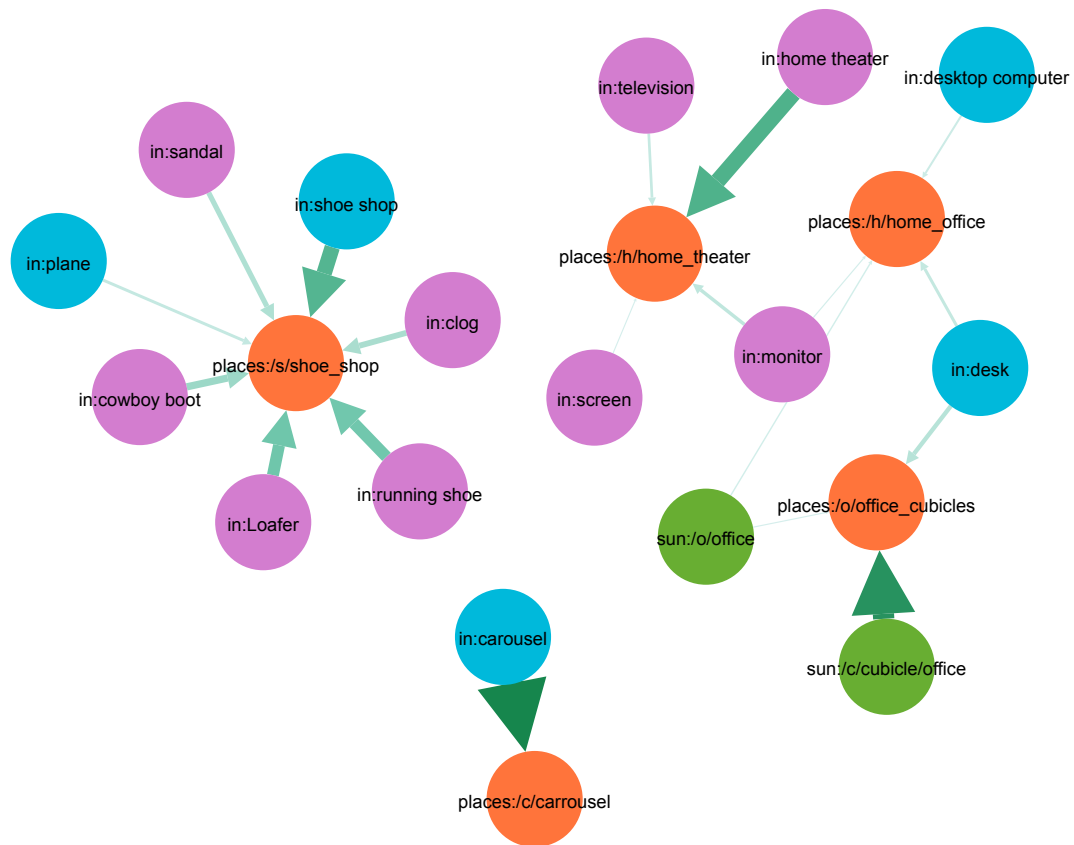 in:home theater
in:television
in:desktop computer
in:sandal
in:shoe shop
places:/h/home_office
in:plane
places:/h/home_theater
in:clog
in:monitor
places:/s/shoe_shop
in:desk
in:cowboy boot
in:screen
in:running shoe
places:/o/office_cubicles
in:Loafer
sun:/o/office
in:carousel
sun:/c/cubicle/office
places:/c/carrousel